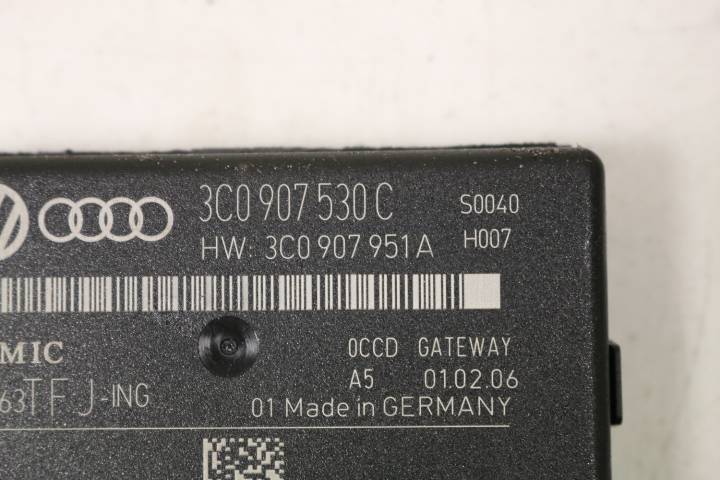 3C0 907 530 C
S0040
HW: 3C0 907 951 A
H007
MIC
0CCD GATEWAY
63TFJ-ING
A5 01.02.06
01 Made in GERMANY